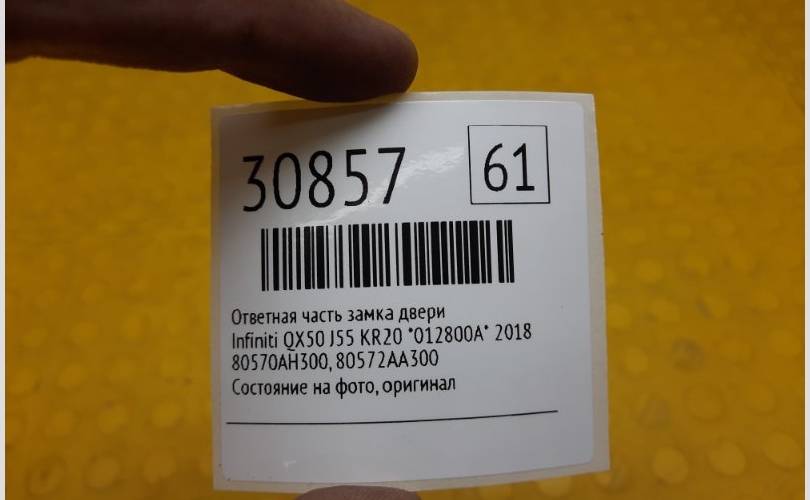 30857
61
Ответная часть замка двери
Infiniti QX50 J55 KR20 "012800A" 2018
80570AH300, 80572AA300
Состояние на фото, оригинал